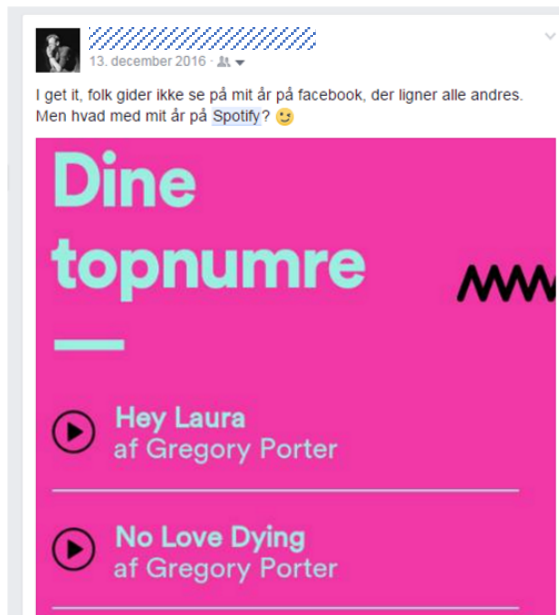 13. december 2016
I get it, folk gider ikke se på mit år på facebook, der ligner alle andres.
Men hvad med mit år på Spotify? 😉
Dine
topnumre
Hey Laura
af Gregory Porter
No Love Dying
af Gregory Porter